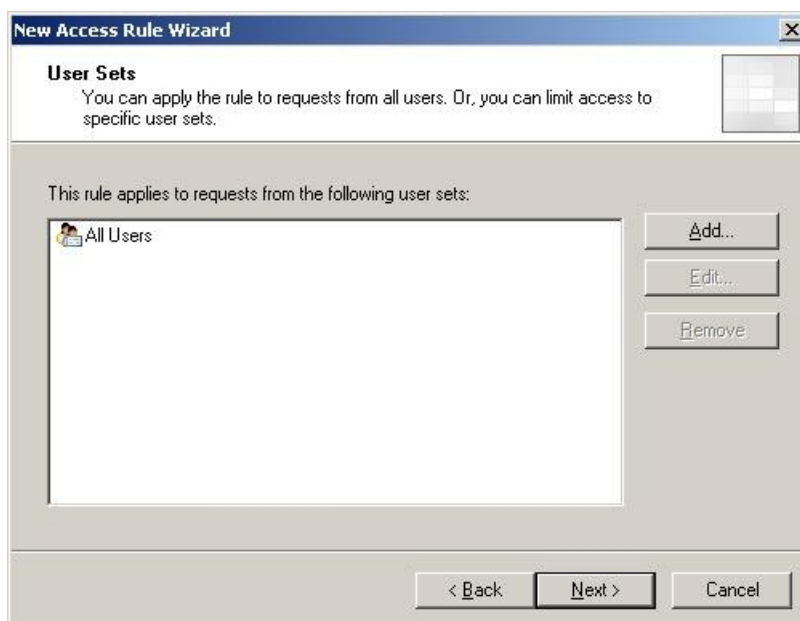 New Access Rule Wizard
User Sets
You can apply the rule to requests from all users. Or, you can limit access to
specific user sets.
This rule applies to requests from the following user sets:
All Users
Add...
Edit...
Remove
< Back
Next >
Cancel